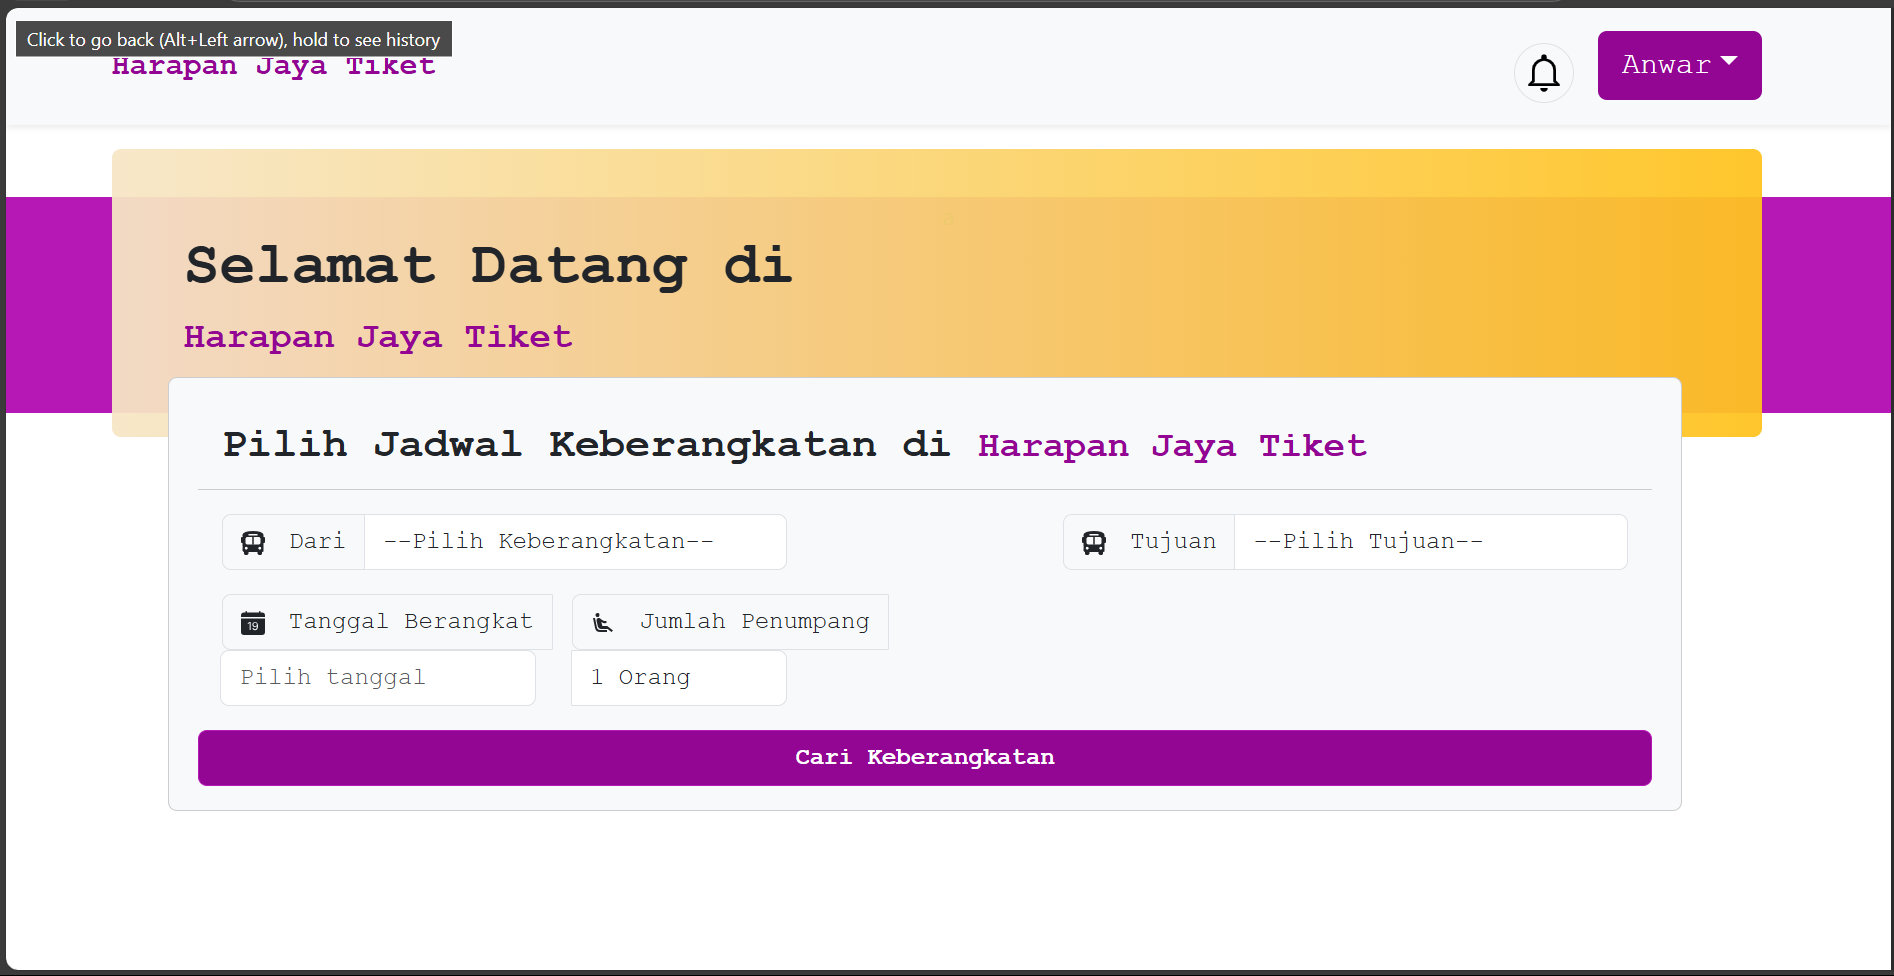 Click to go back (Alt+Left arrow), hold to see history
Harapan Jaya Tiket
Anwar
Selamat Datang di
Harapan Jaya Tiket
Pilih Jadwal Keberangkatan di Harapan Jaya Tiket
Dari --Pilih Keberangkatan--
Tujuan --Pilih Tujuan--
19 Tanggal Berangkat
Pilih tanggal
Jumlah Penumpang
1 Orang
Cari Keberangkatan